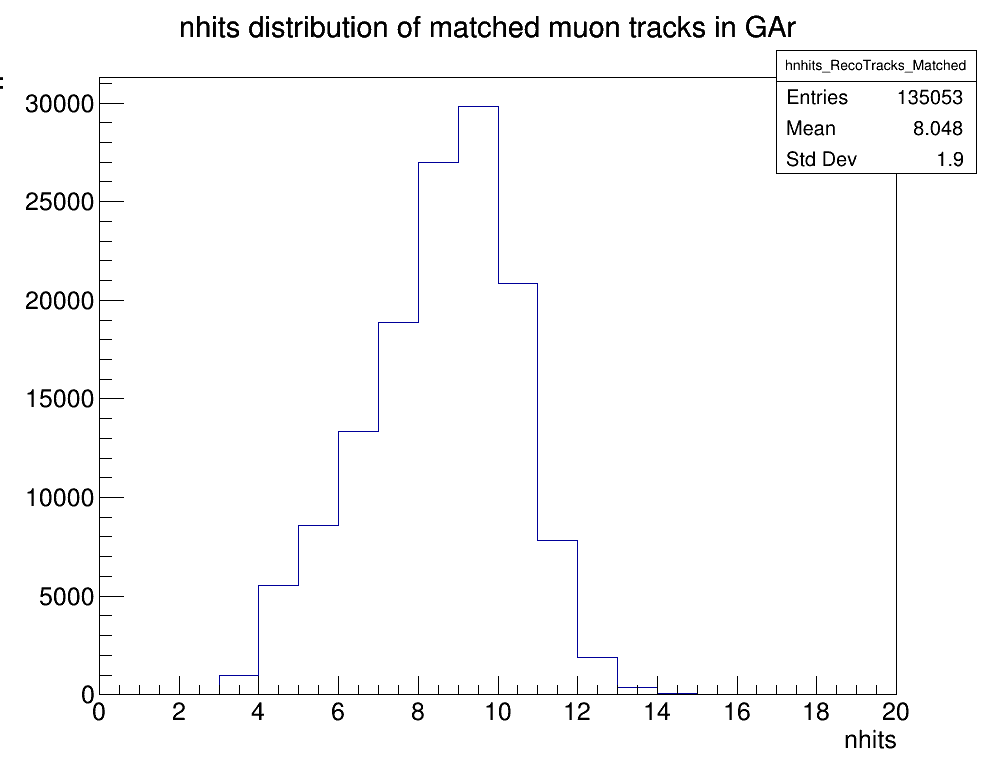 nhits distribution of matched muon tracks in GAr
hnhits_RecoTracks_Matched
Entries 135053
Mean 8.048
Std Dev 1.9
30000
25000
20000
15000
10000
5000
0
0 2 4 6 8 10 12 14 16 18 20
nhits